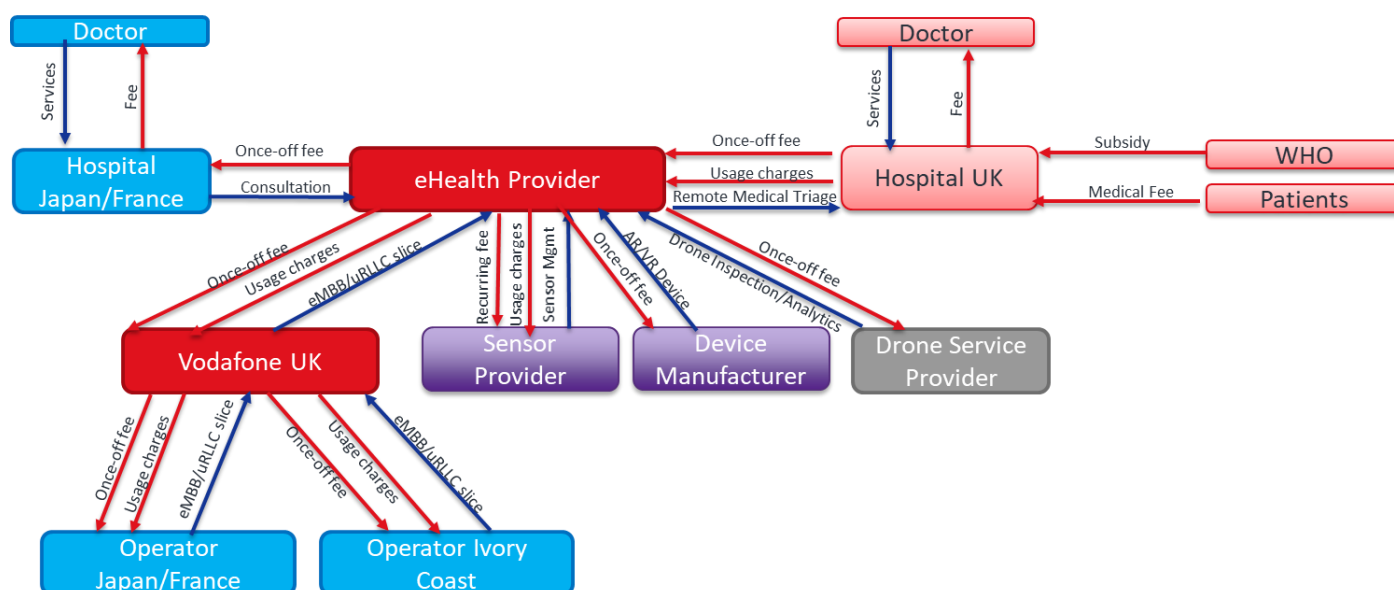 Doctor
Doctor
Services
Fee
Services
Fee
Once-off fee
Once-off fee
Subsidy
WHO
Hospital
Japan/France
eHealth Provider
Usage charges
Hospital UK
Consultation
Remote Medical Triage
Medical Fee
Patients
Once-off fee
Usage charges
eMBB/uRLLC slice
Recurring fee
Usage charges
Sensor Mgmt
Once-off fee
AR/VR Device
Drone Inspection/Analytics
Once-off fee
Vodafone UK
Sensor
Provider
Device
Manufacturer
Drone Service
Provider
Once-off fee
Usage charges
eMBB/uRLLC slice
Once-off fee
Usage charges
eMBB/uRLLC slice
Operator
Japan/France
Operator Ivory
Coast